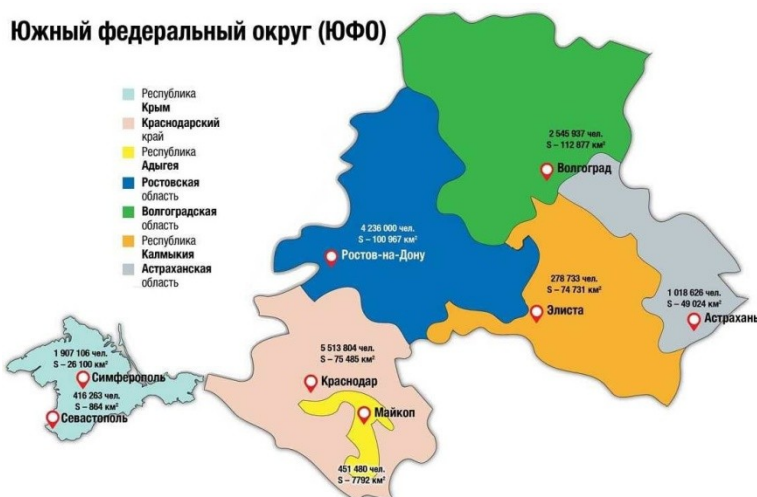 Южный федеральный округ (ЮФО)
Республика
Крым
Краснодарский
край
Республика
Адыгея
Ростовская
область
Волгоградская
область
Республика
Калмыкия
Астраханская
область
2 545 937 чел.
S – 112 877 км²
Волгоград
4 236 000 чел.
S – 100 967 км²
Ростов-на-Дону
278 733 чел.
S – 74 731 км²
Элиста
1 018 626 чел.
S – 49 024 км²
Астрахань
1 907 106 чел.
S – 26 100 км²
Симферополь
416 263 чел.
S – 864 км²
Севастополь
5 513 804 чел.
S – 75 485 км²
Краснодар
Майкоп
451 480 чел.
S – 7792 км²